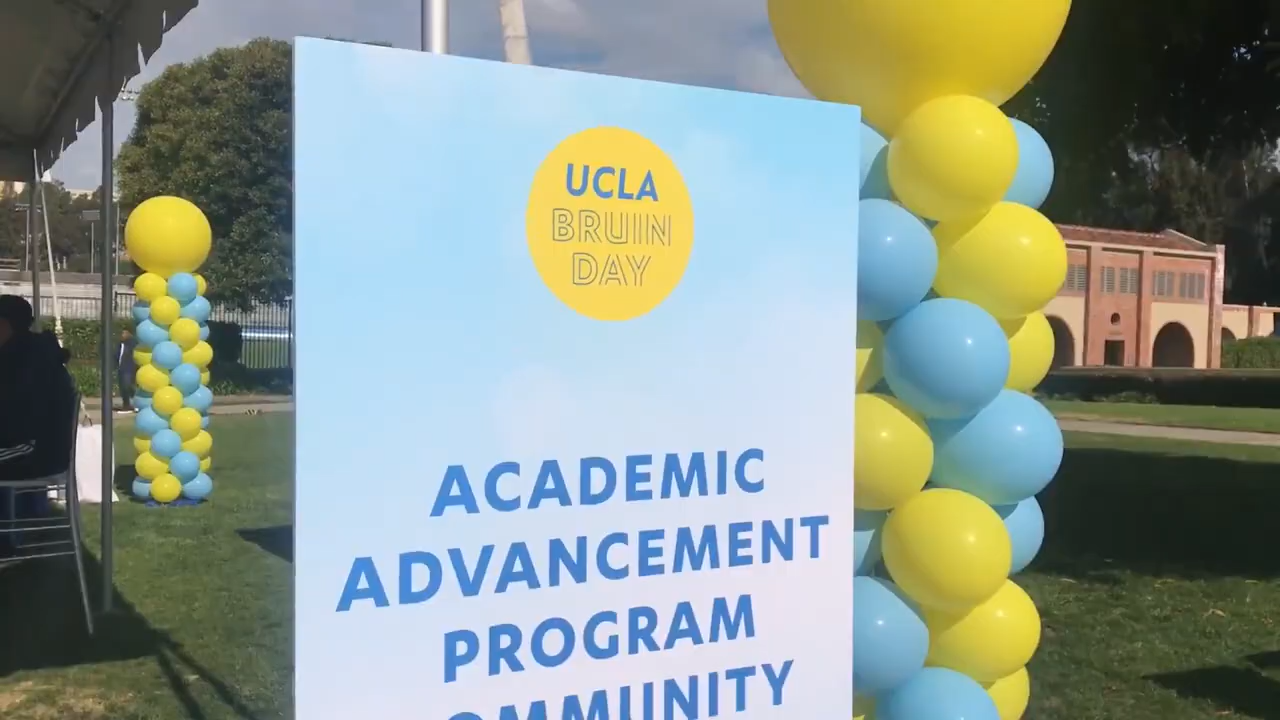 UCLA
BRUIN
DAY
ACADEMIC
ADVANCEMENT
PROGRAM
OMMUNITY